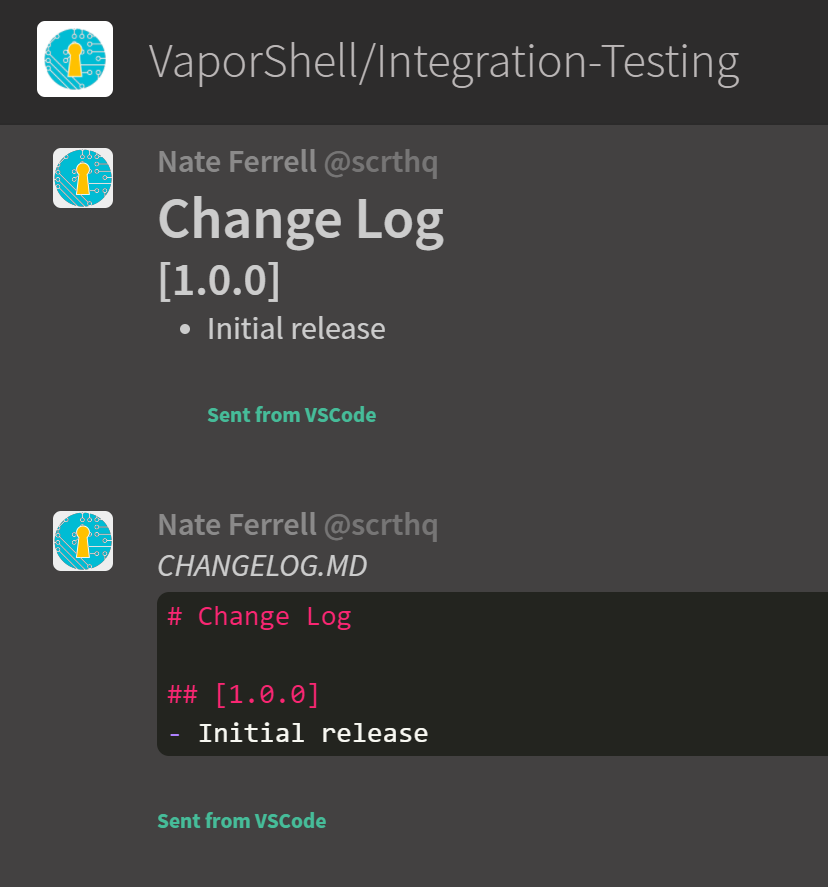 VaporShell/Integration-Testing
Nate Ferrell @scrthq
Change Log
[1.0.0]
• Initial release
Sent from VSCode
Nate Ferrell @scrthq
CHANGELOG.MD
# Change Log
## [1.0.0]
- Initial release
Sent from VSCode